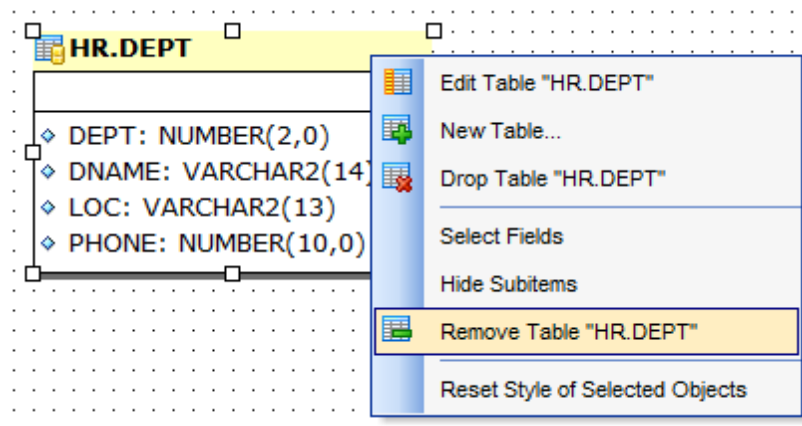 HR.DEPT
DEPT: NUMBER(2,0)
DNAME: VARCHAR2(14)
LOC: VARCHAR2(13)
PHONE: NUMBER(10,0)
Edit Table "HR.DEPT"
New Table...
Drop Table "HR.DEPT"
Select Fields
Hide Subitems
Remove Table "HR.DEPT"
Reset Style of Selected Objects